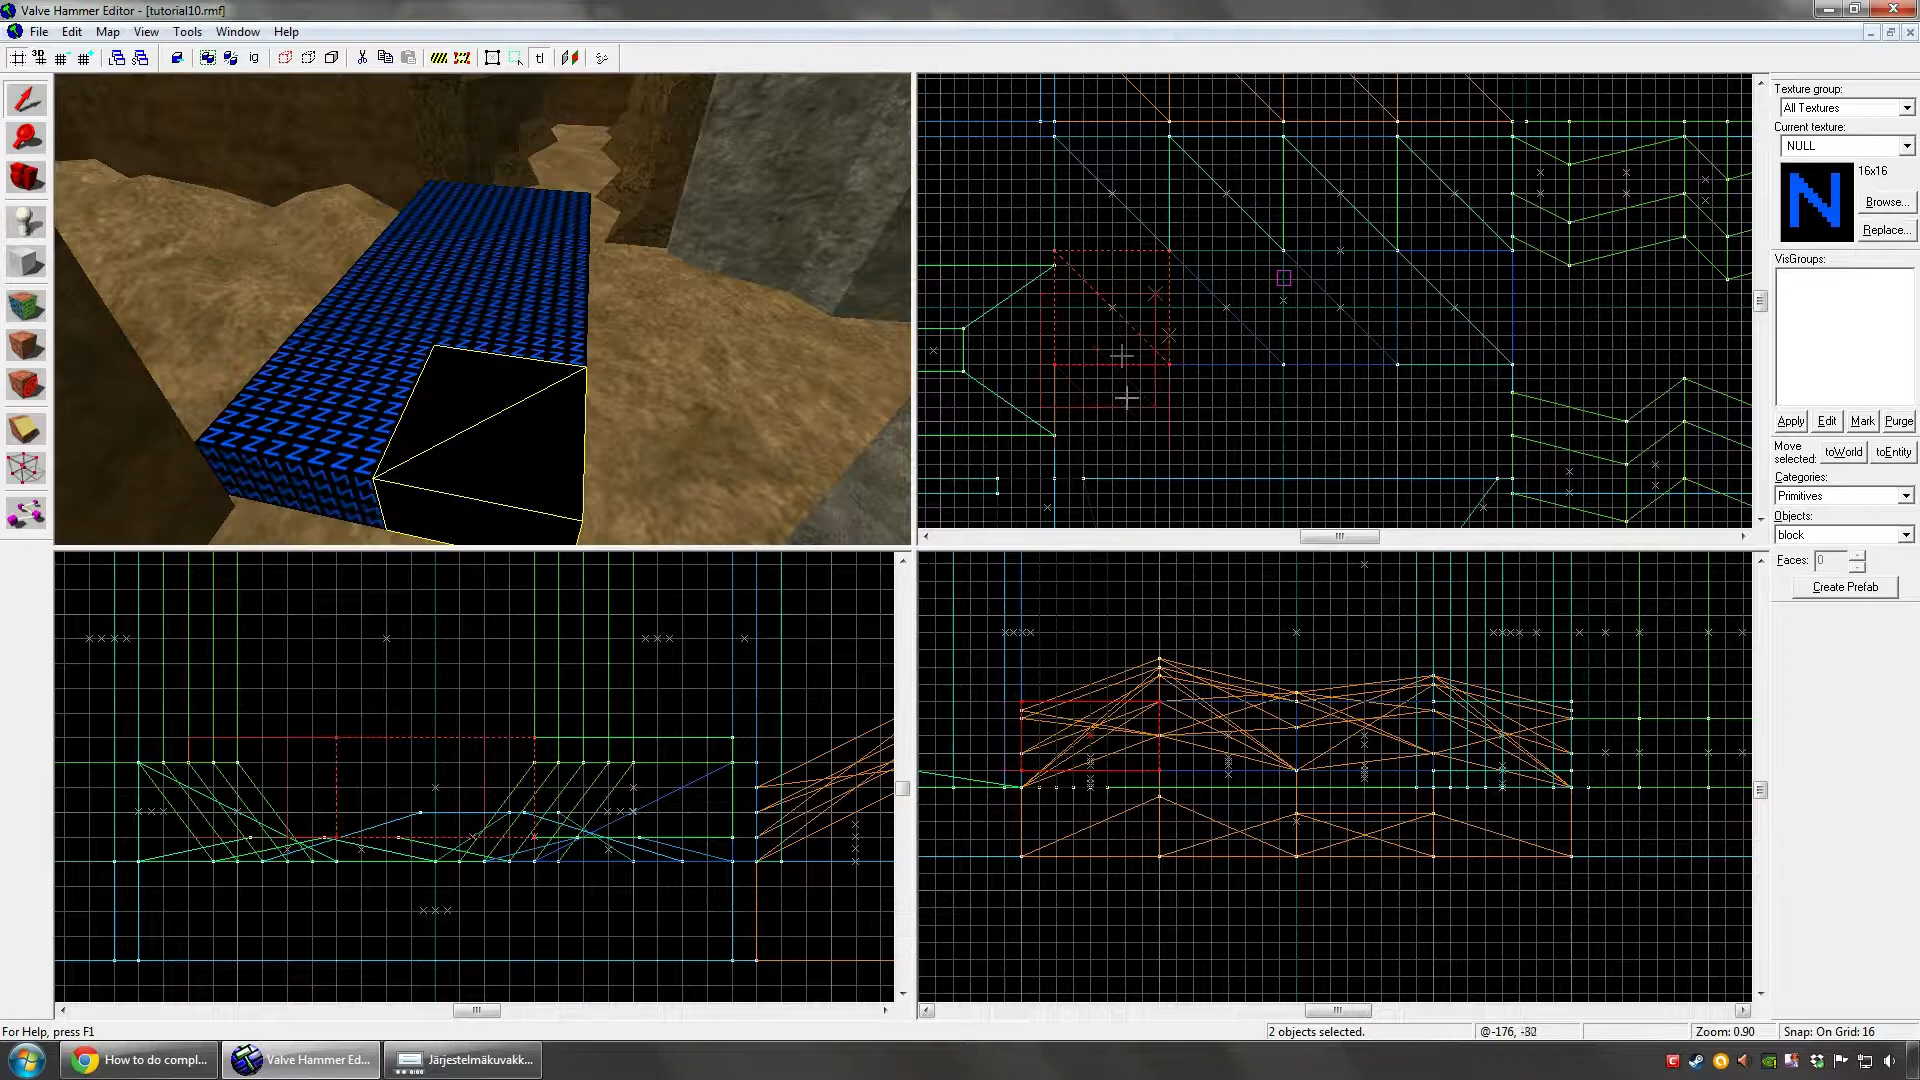 Valve Hammer Editor - [tutorial10.rmf]
File Edit Map View Tools Window Help
3D
ig
tl
Texture group:
All Textures
Current texture:
NULL
16x16
N
Browse...
Replace...
VisGroups:
Apply Edit Mark Purge
Move selected: toWorld toEntity
Categories:
Primitives
Objects:
block
Faces: 0
Create Prefab
For Help, press F1
2 objects selected.
Zoom: 0.90
Snap: On Grid: 16
How to do compl...
Valve Hammer Ed...
Järjestelmäkuvakk...